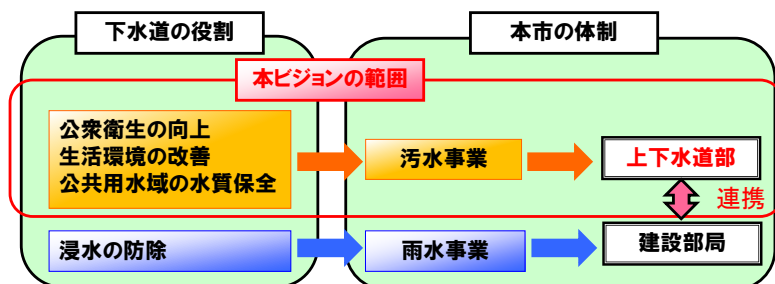 下水道の役割
本市の体制
本ビジョンの範囲
公衆衛生の向上
生活環境の改善
公共用水域の水質保全
汚水事業
上下水道部
連携
浸水の防除
雨水事業
建設部局